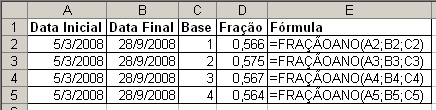 A B C D E
1 Data Inicial Data Final Base Fração Fórmula
2 5/3/2008 28/9/2008 1 0,566 =FRAÇÃOANO(A2;B2;C2)
3 5/3/2008 28/9/2008 2 0,575 =FRAÇÃOANO(A3;B3;C3)
4 5/3/2008 28/9/2008 3 0,567 =FRAÇÃOANO(A4;B4;C4)
5 5/3/2008 28/9/2008 4 0,564 =FRAÇÃOANO(A5;B5;C5)